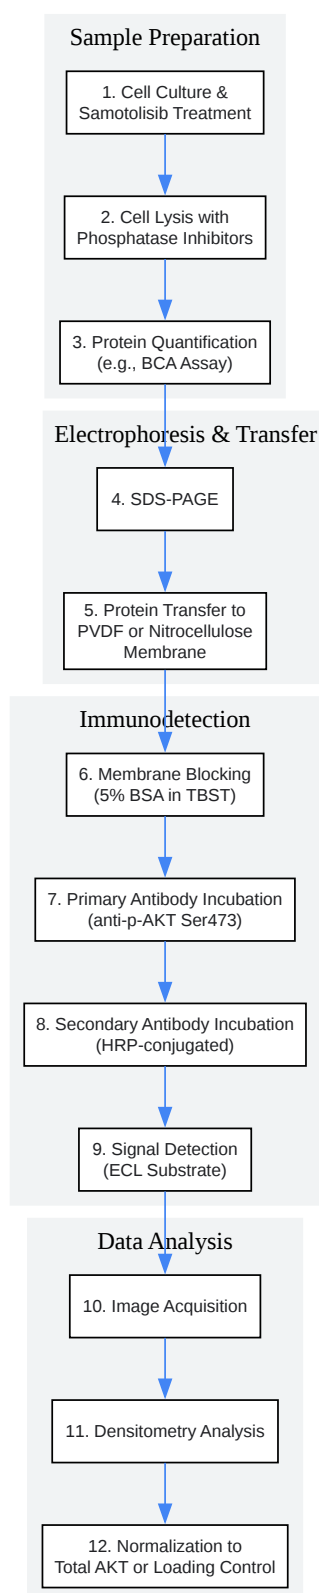 Sample Preparation
1. Cell Culture &
Samotolisib Treatment
2. Cell Lysis with
Phosphatase Inhibitors
3. Protein Quantification
(e.g., BCA Assay)
Electrophoresis & Transfer
4. SDS-PAGE
5. Protein Transfer to
PVDF or Nitrocellulose
Membrane
Immunodetection
6. Membrane Blocking
(5% BSA in TBST)
7. Primary Antibody Incubation
(anti-p-AKT Ser473)
8. Secondary Antibody Incubation
(HRP-conjugated)
9. Signal Detection
(ECL Substrate)
Data Analysis
10. Image Acquisition
11. Densitometry Analysis
12. Normalization to
Total AKT or Loading Control